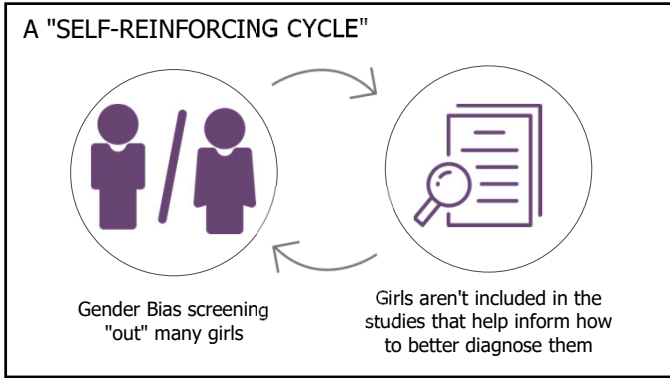 A "SELF-REINFORCING CYCLE"
Gender Bias screening
"out" many girls
Girls aren't included in the
studies that help inform how
to better diagnose them